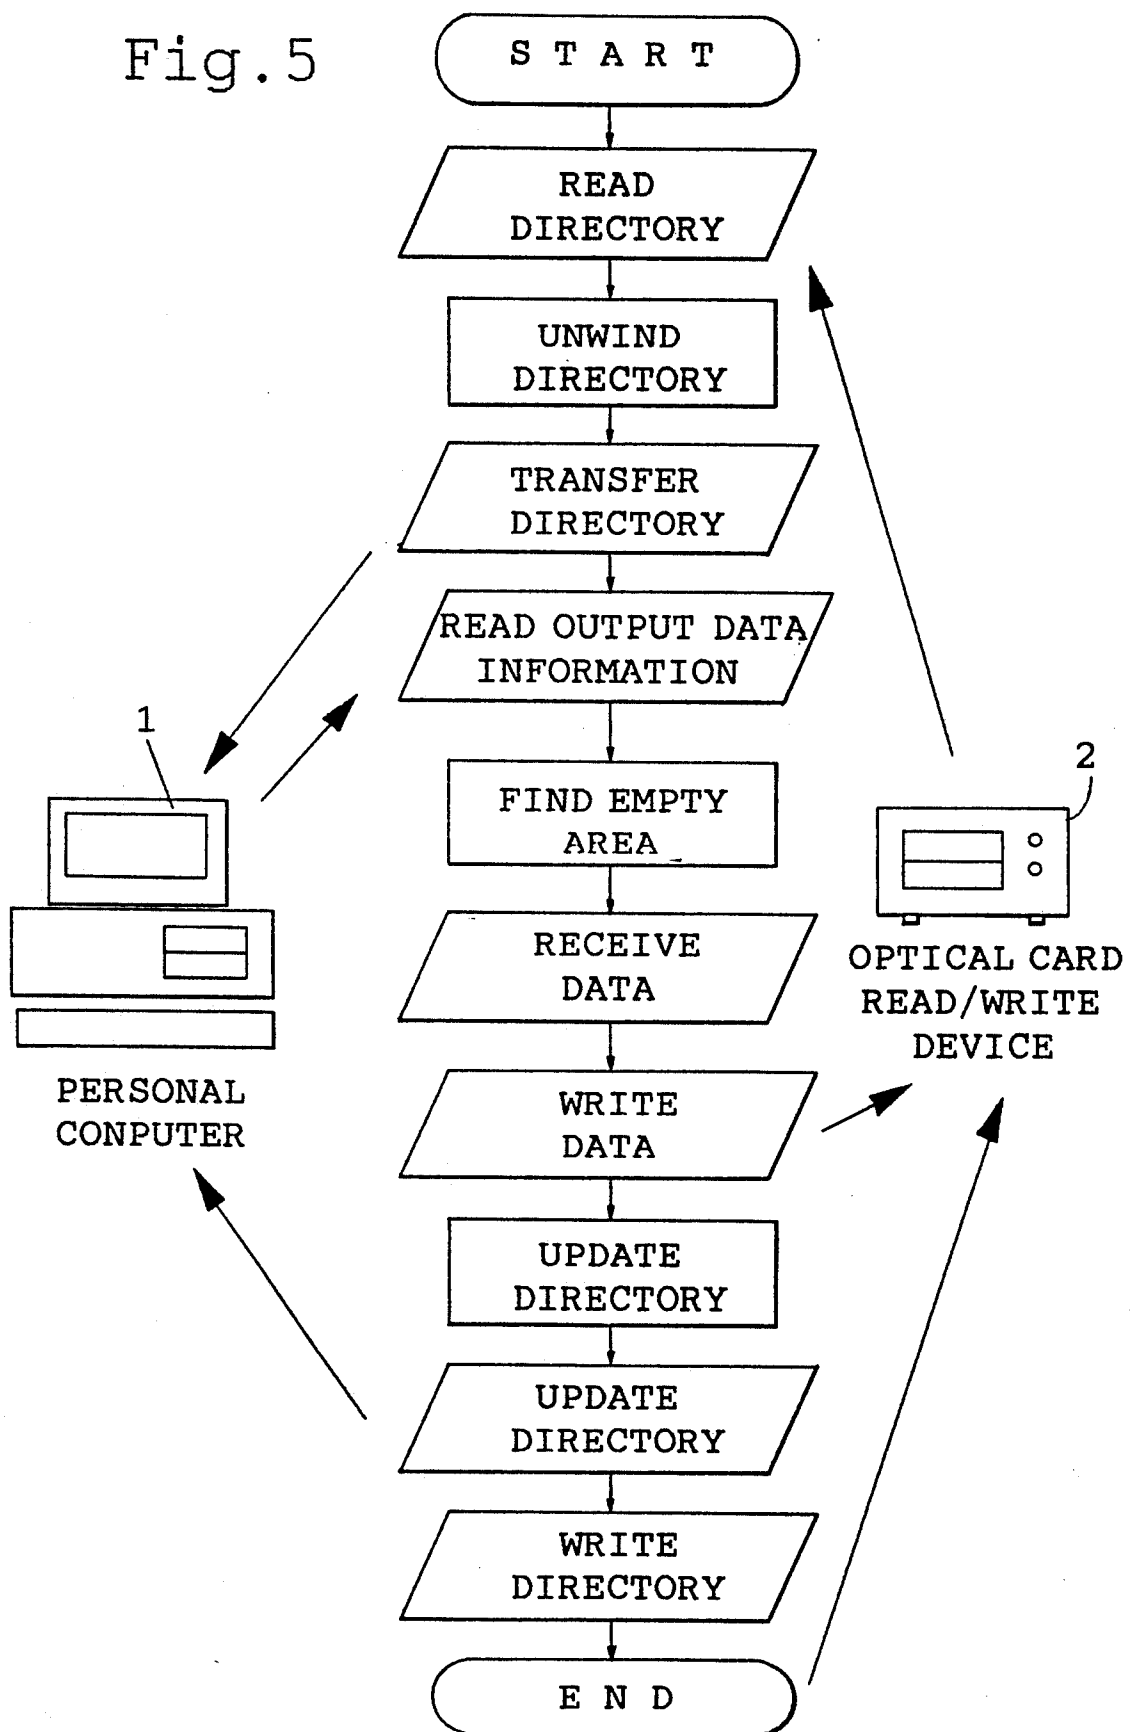 Fig.5
START
READ
DIRECTORY
UNWIND
DIRECTORY
TRANSFER
DIRECTORY
READ OUTPUT DATA
INFORMATION
1
FIND EMPTY
AREA
2
RECEIVE
DATA
OPTICAL CARD
READ/WRITE
DEVICE
PERSONAL
CONPUTER
WRITE
DATA
UPDATE
DIRECTORY
UPDATE
DIRECTORY
WRITE
DIRECTORY
END